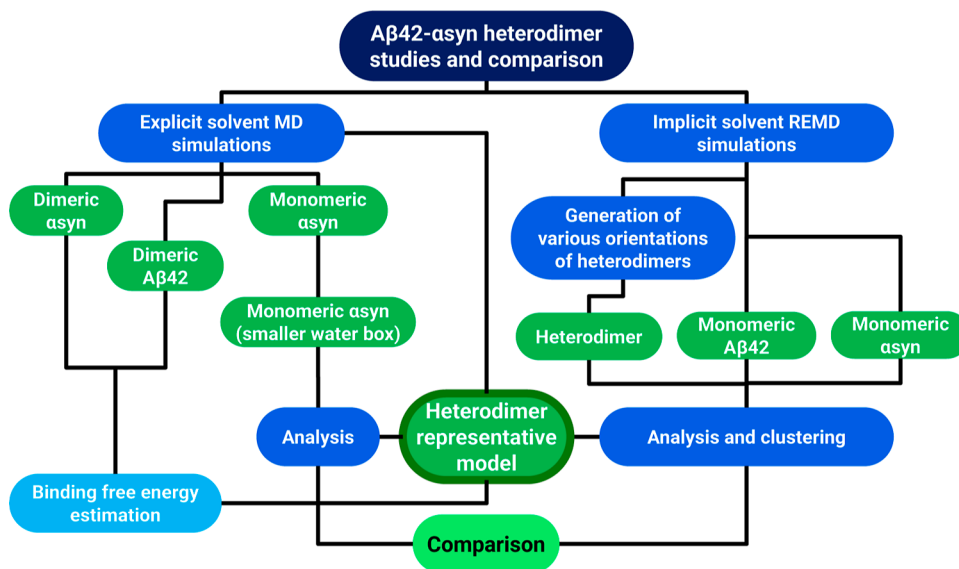 Aβ42-αsyn heterodimer
studies and comparison
Explicit solvent MD
simulations
Implicit solvent REMD
simulations
Dimeric
αsyn
Monomeric
αsyn
Dimeric
Aβ42
Generation of
various orientations
of heterodimers
Monomeric αsyn
(smaller water box)
Heterodimer
Monomeric
Aβ42
Monomeric
αsyn
Analysis
Heterodimer
representative
model
Analysis and clustering
Binding free energy
estimation
Comparison